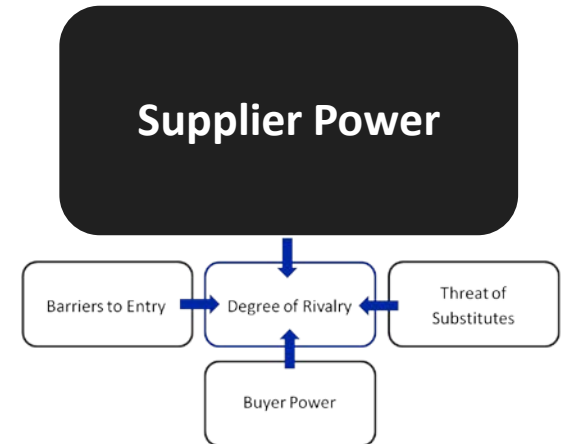 Supplier Power
Barriers to Entry
Degree of Rivalry
Threat of
Substitutes
Buyer Power